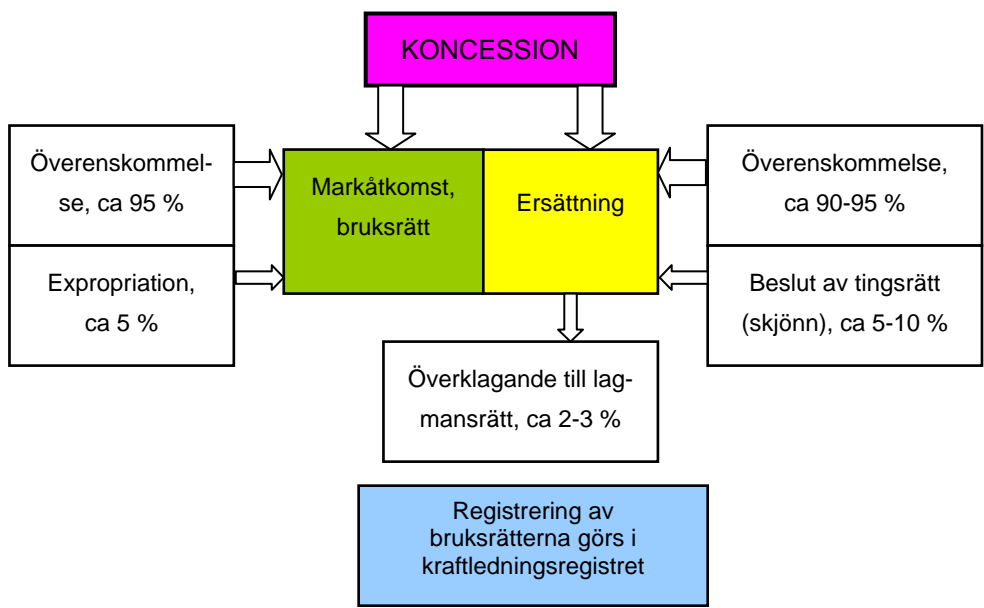 KONCESSION
Överenskommel-
se, ca 95 %
Expropriation,
ca 5 %
Markåtkomst,
bruksrätt
Ersättning
Överenskommelse,
ca 90-95 %
Beslut av tingsrätt
(skjönn), ca 5-10 %
Överklagande till lag-
mansrätt, ca 2-3 %
Registrering av
bruksrätterna görs i
kraftledningsregistret